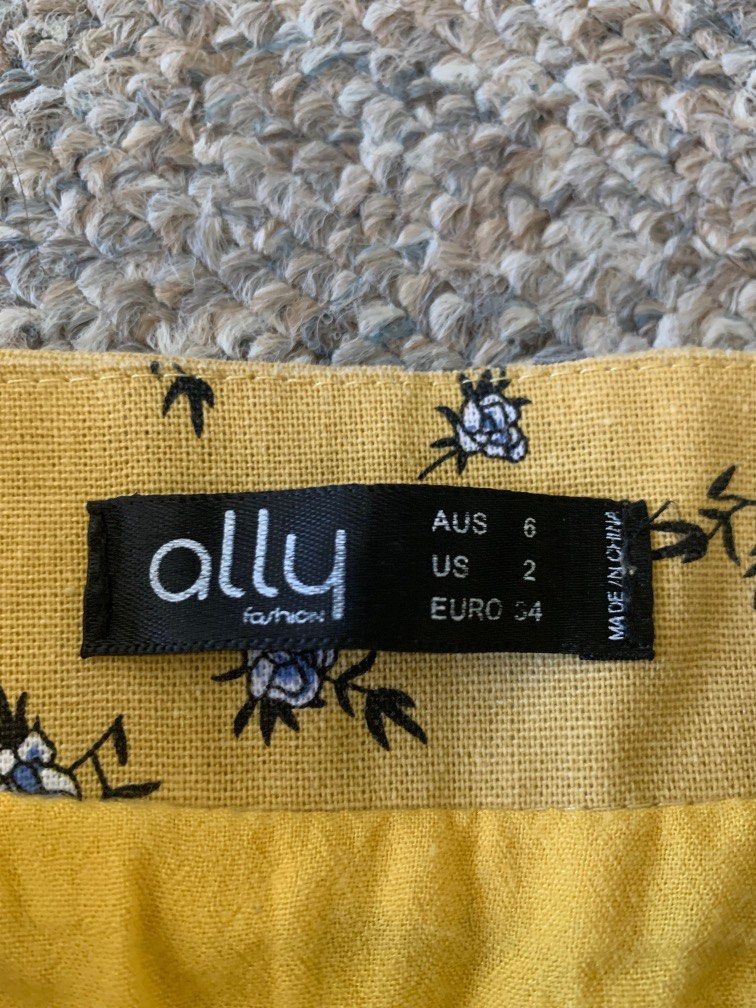 ally
fashion
AUS 6
US 2
EURO 34
MADE IN CHINA